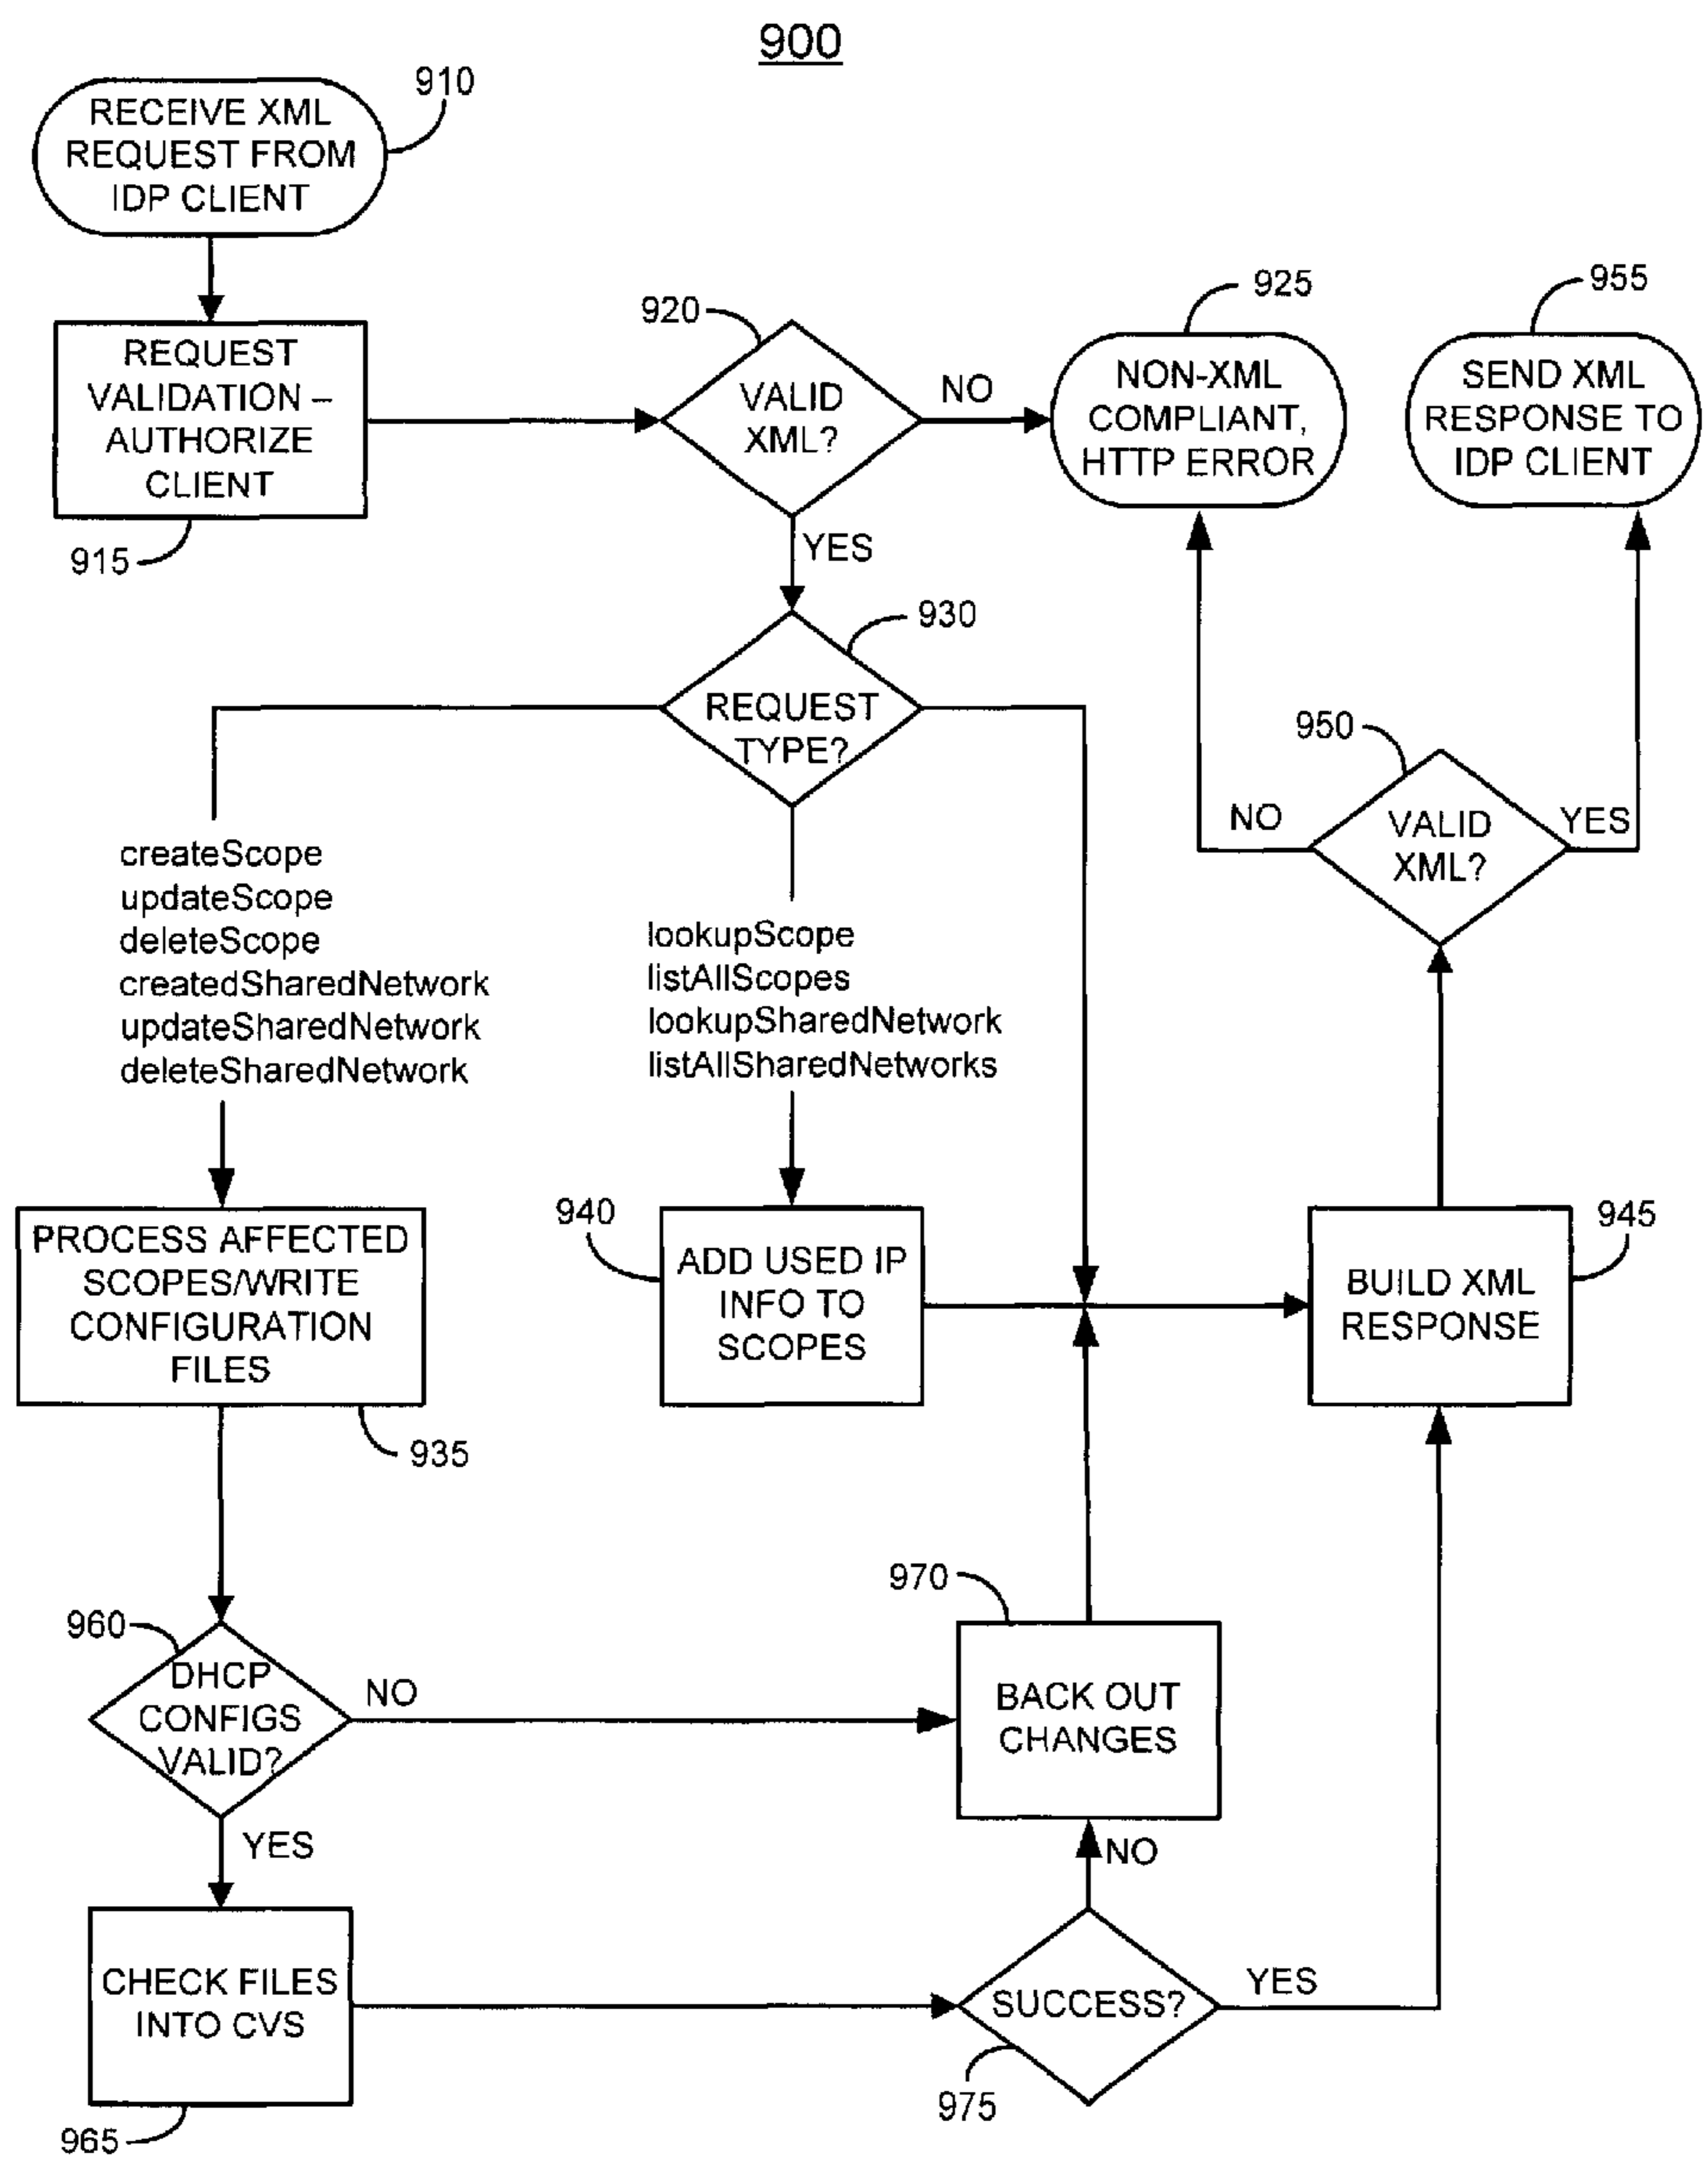 900
910
RECEIVE XML
REQUEST FROM
IDP CLIENT
REQUEST
VALIDATION –
AUTHORIZE
CLIENT
915
920
VALID
XML?
NO
YES
925
NON-XML
COMPLIANT,
HTTP ERROR
955
SEND XML
RESPONSE TO
IDP CLIENT
930
REQUEST
TYPE?
950
VALID
XML?
NO
YES
createScope
updateScope
deleteScope
createdSharedNetwork
updateSharedNetwork
deleteSharedNetwork
lookupScope
listAllScopes
lookupSharedNetwork
listAllSharedNetworks
PROCESS AFFECTED
SCOPES/WRITE
CONFIGURATION
FILES
935
940
ADD USED IP
INFO TO
SCOPES
945
BUILD XML
RESPONSE
960
DHCP
CONFIGS
VALID?
NO
YES
970
BACK OUT
CHANGES
NO
CHECK FILES
INTO CVS
965
SUCCESS?
YES
975